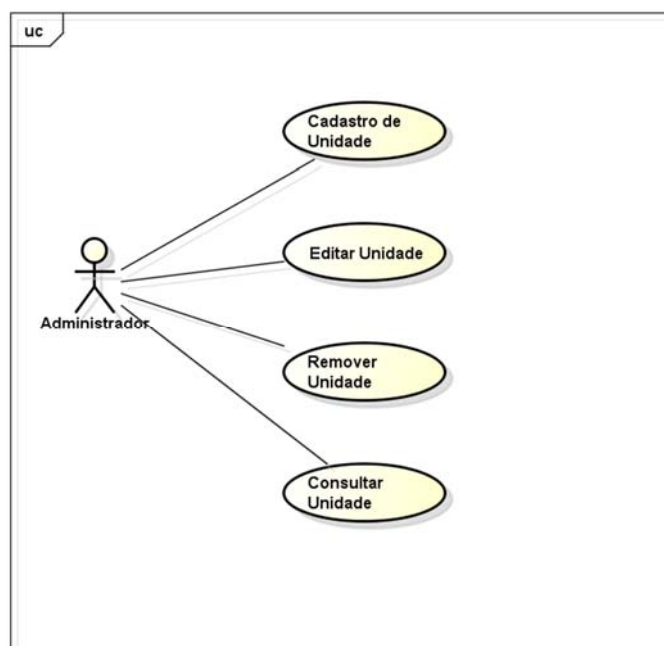 uc
Cadastro de
Unidade
Editar Unidade
Administrador
Remover
Unidade
Consultar
Unidade